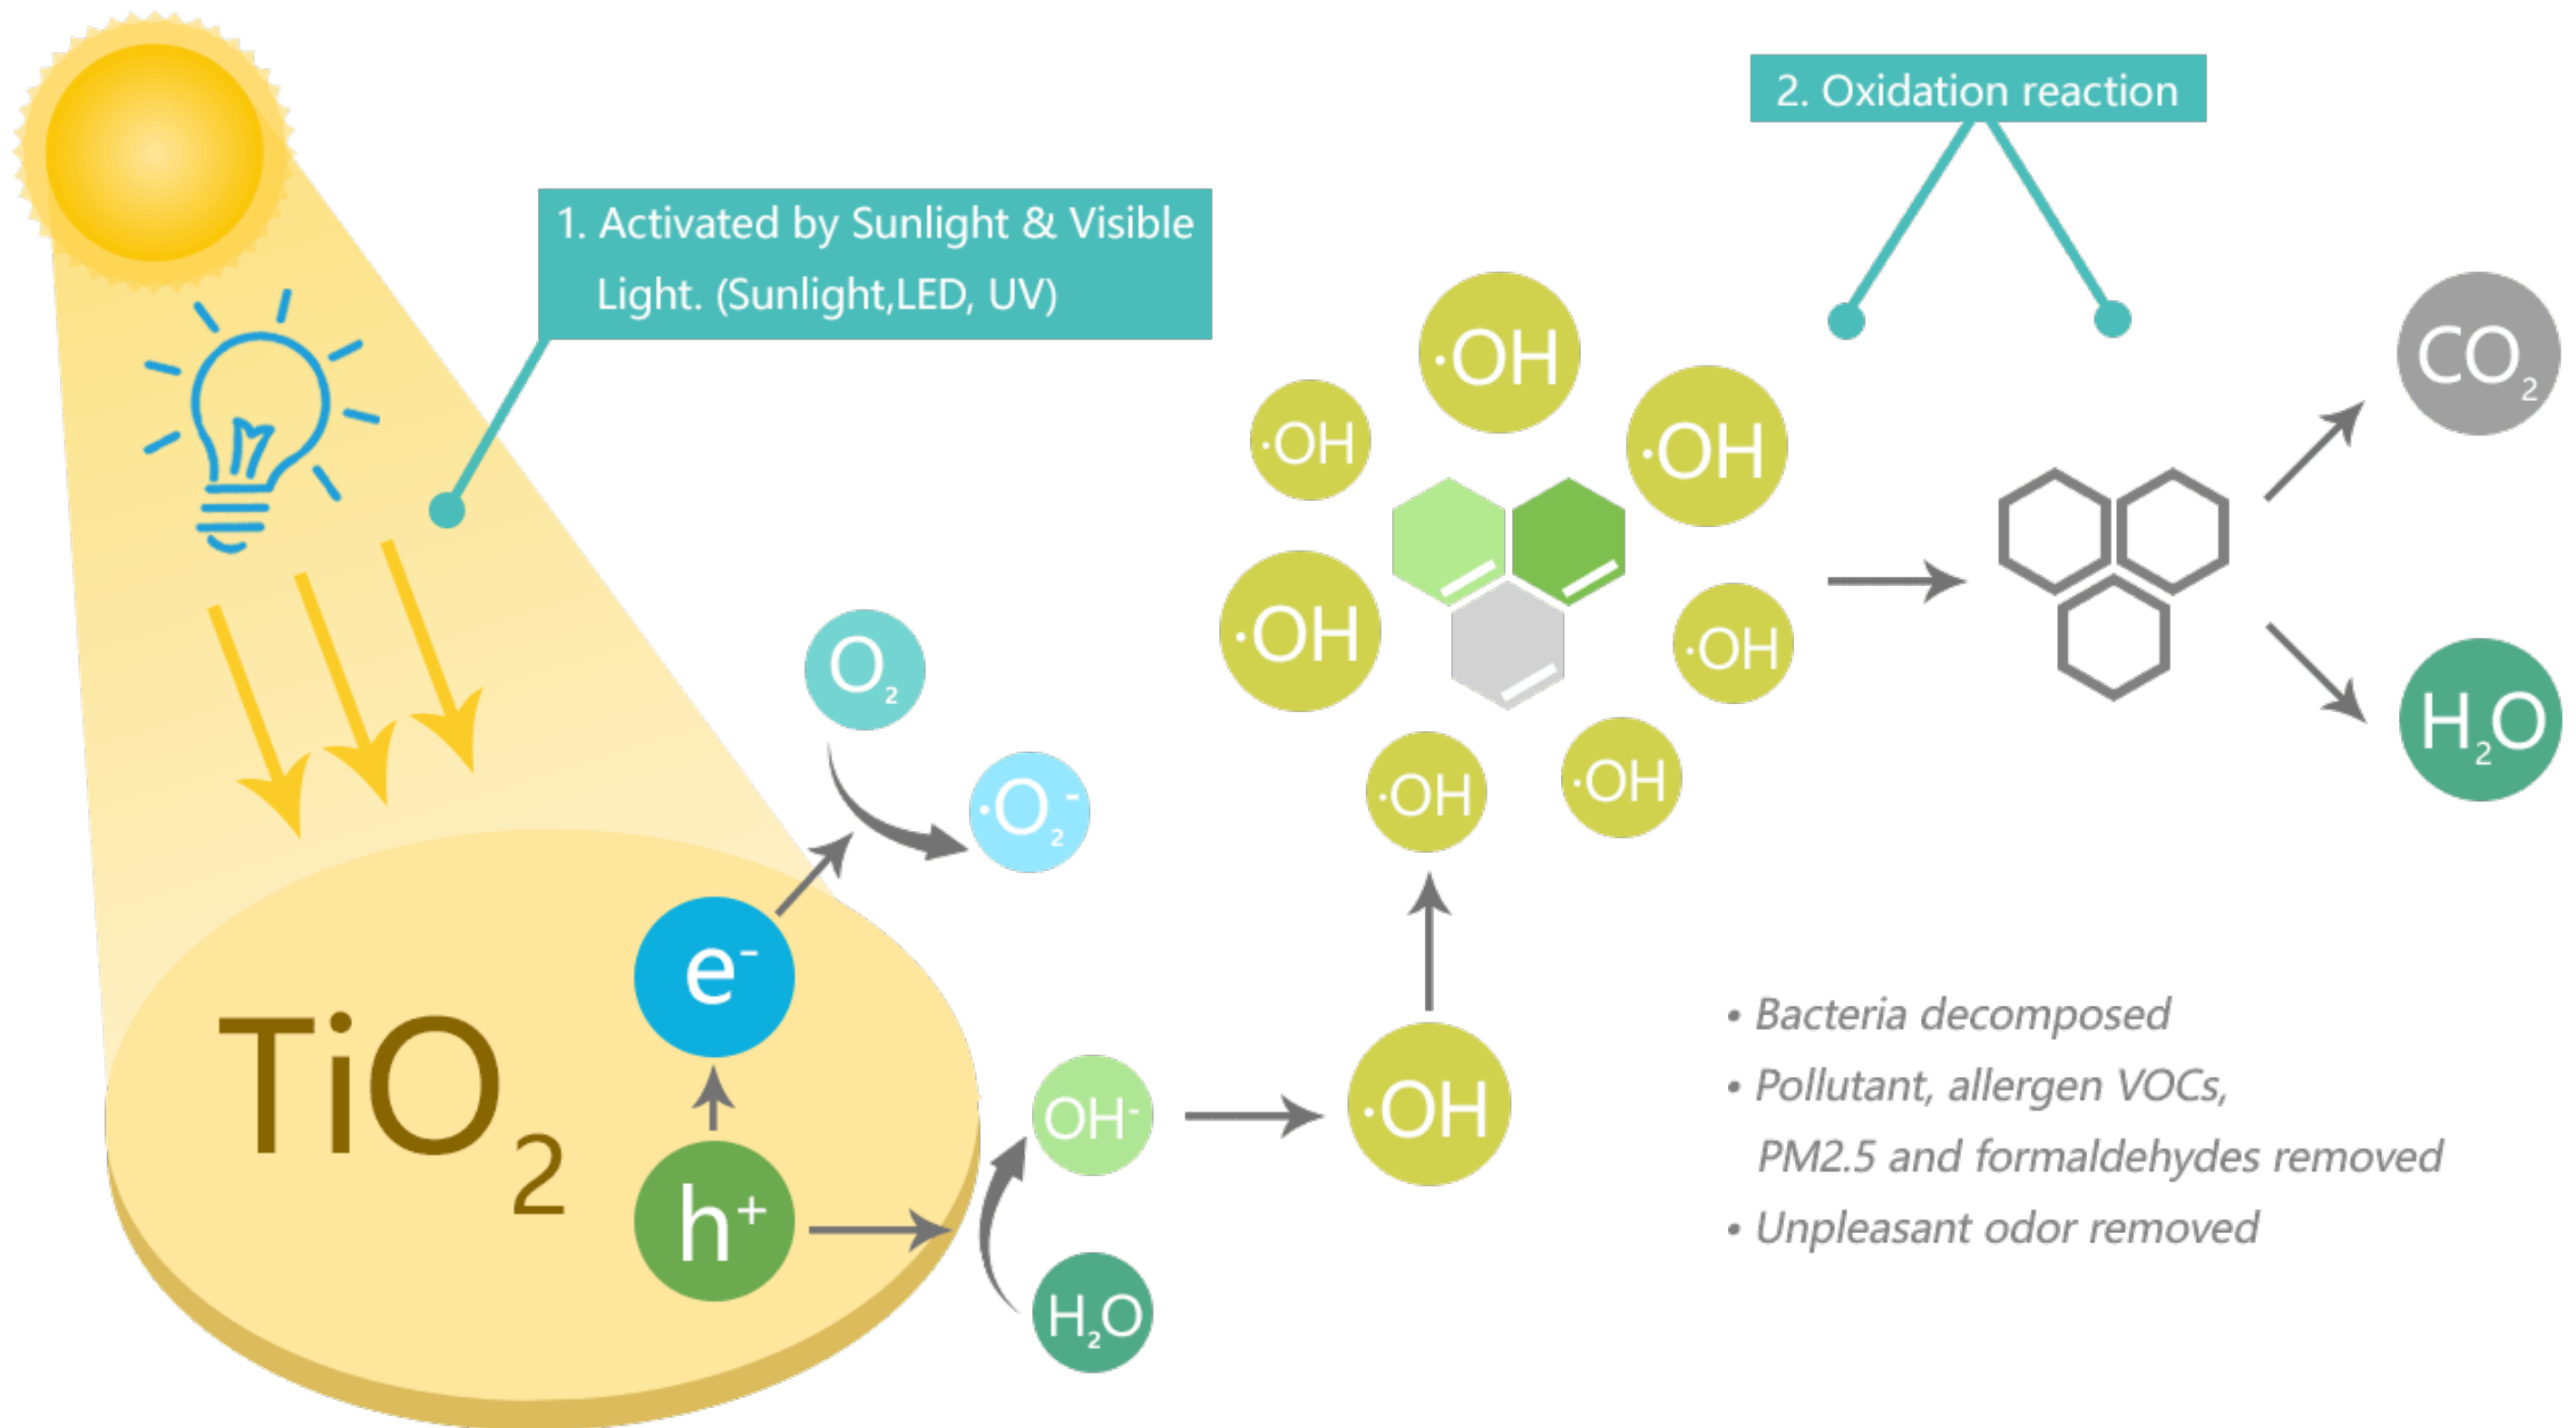 1. Activated by Sunlight & Visible
Light. (Sunlight,LED, UV)
2. Oxidation reaction
TiO₂
e⁻
h⁺
O₂
·O₂⁻
OH⁻
H₂O
·OH
·OH
·OH
·OH
·OH
·OH
·OH
·OH
·OH
CO₂
H₂O
• Bacteria decomposed
• Pollutant, allergen VOCs,
PM2.5 and formaldehydes removed
• Unpleasant odor removed